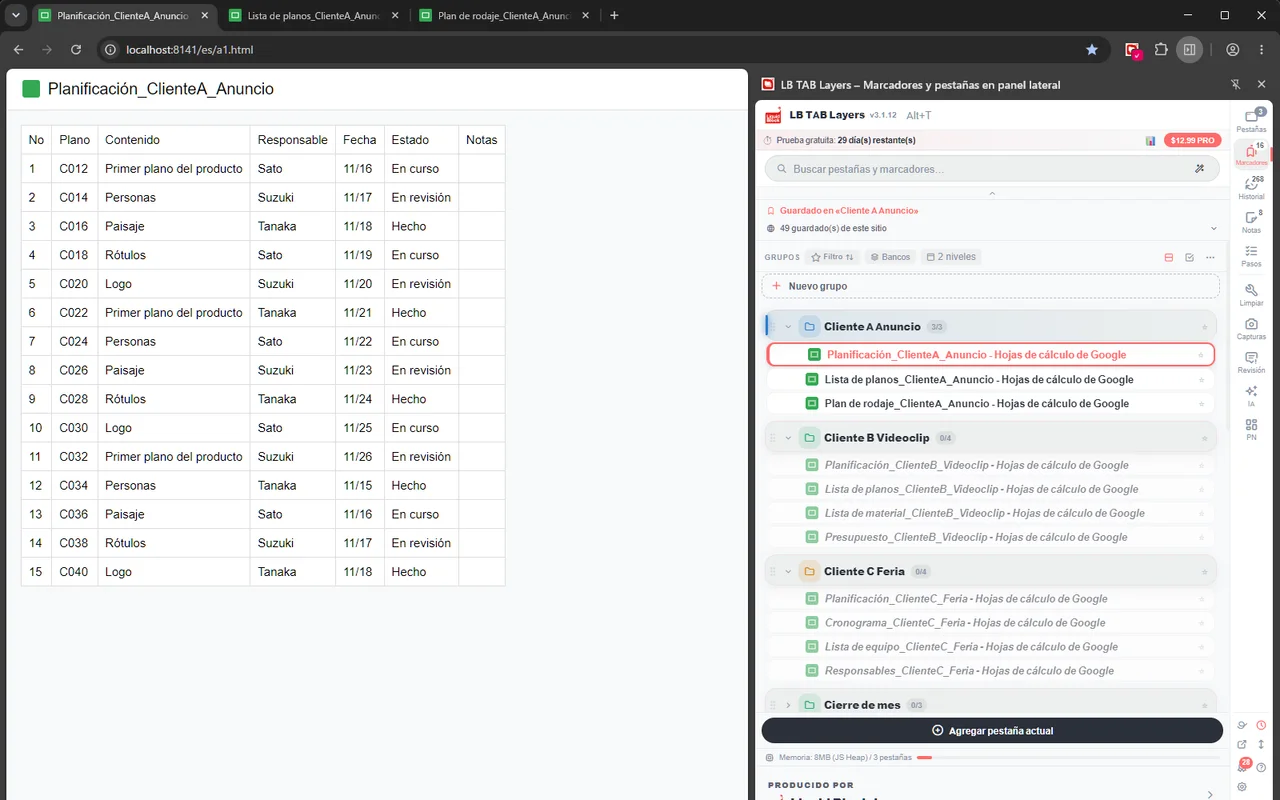 Planificación_ClienteA_Anuncio
Lista de planos_ClienteA_Anunc
Plan de rodaje_ClienteA_Anunci
localhost:8141/es/a1.html
Planificación_ClienteA_Anuncio
No Plano Contenido Responsable Fecha Estado Notas
1 C012 Primer plano del producto Sato 11/16 En curso
2 C014 Personas Suzuki 11/17 En revisión
3 C016 Paisaje Tanaka 11/18 Hecho
4 C018 Rótulos Sato 11/19 En curso
5 C020 Logo Suzuki 11/20 En revisión
6 C022 Primer plano del producto Tanaka 11/21 Hecho
7 C024 Personas Sato 11/22 En curso
8 C026 Paisaje Suzuki 11/23 En revisión
9 C028 Rótulos Tanaka 11/24 Hecho
10 C030 Logo Sato 11/25 En curso
11 C032 Primer plano del producto Suzuki 11/26 En revisión
12 C034 Personas Tanaka 11/15 Hecho
13 C036 Paisaje Sato 11/16 En curso
14 C038 Rótulos Suzuki 11/17 En revisión
15 C040 Logo Tanaka 11/18 Hecho
LB TAB Layers – Marcadores y pestañas en panel lateral
LB TAB Layers v3.1.12 Alt+T
Prueba gratuita: 29 día(s) restante(s) $12.99 PRO
Buscar pestañas y marcadores…
Guardado en «Cliente A Anuncio»
49 guardado(s) de este sitio
GRUPOS Filtro Bancos 2 niveles
Nuevo grupo
Cliente A Anuncio 3/3
Planificación_ClienteA_Anuncio - Hojas de cálculo de Google
Lista de planos_ClienteA_Anuncio - Hojas de cálculo de Google
Plan de rodaje_ClienteA_Anuncio - Hojas de cálculo de Google
Cliente B Videoclip 0/4
Planificación_ClienteB_Videoclip - Hojas de cálculo de Google
Lista de planos_ClienteB_Videoclip - Hojas de cálculo de Google
Lista de material_ClienteB_Videoclip - Hojas de cálculo de Google
Presupuesto_ClienteB_Videoclip - Hojas de cálculo de Google
Cliente C Feria 0/4
Planificación_ClienteC_Feria - Hojas de cálculo de Google
Cronograma_ClienteC_Feria - Hojas de cálculo de Google
Lista de equipo_ClienteC_Feria - Hojas de cálculo de Google
Responsables_ClienteC_Feria - Hojas de cálculo de Google
Cierre de mes 0/3
Agregar pestaña actual
Memoria: 8MB (JS Heap) / 3 pestañas
PRODUCIDO POR
3
Pestañas
16
Marcadores
268
Historial
8
Notas
Pasos
Limpiar
Capturas
Revisión
IA
PN
28